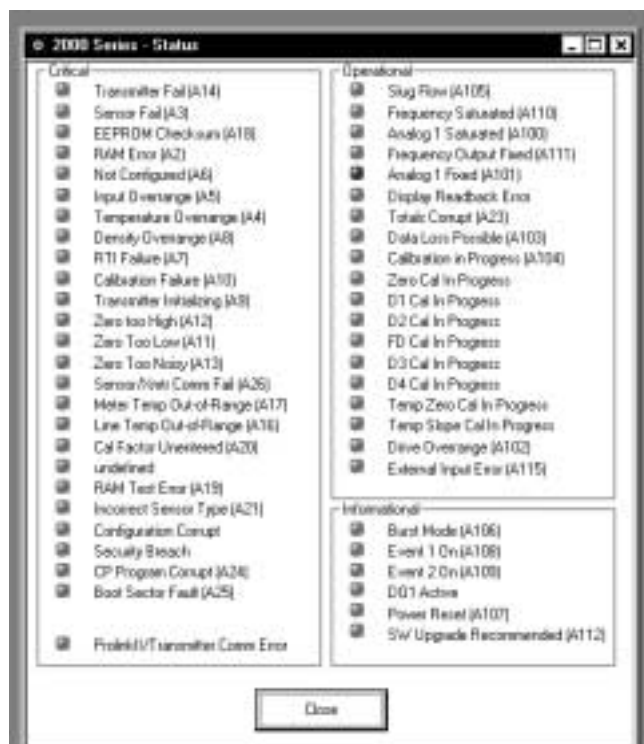 2000 Series - Status
Critical
Transmitter Fail (A14)
Sensor Fail (A3)
EEPROM Checksum (A18)
RAM Error (A2)
Not Configured (A6)
Input Overrange (A5)
Temperature Overrange (A4)
Density Overrange (A8)
RTI Failure (A7)
Calibration Failure (A10)
Transmitter Initializing (A9)
Zero too High (A12)
Zero Too Low (A11)
Zero Too Noisy (A13)
Sensor/Xmtr Comm Fail (A26)
Meter Temp Out-of-Range (A17)
Line Temp Out-of-Range (A16)
Cal Factor Unentered (A20)
undefined
RAM Test Error (A19)
Incorrect Sensor Type (A21)
Configuration Corrupt
Security Breach
CP Program Corrupt (A24)
Boot Sector Fault (A25)
ProlinkII/Transmitter Comm Error
Operational
Slug Flow (A105)
Frequency Saturated (A110)
Analog 1 Saturated (A100)
Frequency Output Fixed (A111)
Analog 1 Fixed (A101)
Display Readback Error
Totals Corrupt (A23)
Data Loss Possible (A103)
Calibration in Progress (A104)
Zero Cal In Progress
D1 Cal In Progress
D2 Cal In Progress
FD Cal In Progress
D3 Cal In Progress
D4 Cal In Progress
Temp Zero Cal In Progress
Temp Slope Cal In Progress
Drive Overrange (A102)
External Input Error (A115)
Informational
Burst Mode (A106)
Event 1 On (A108)
Event 2 On (A109)
Power Reset (A107)
SW Upgrade Recommended (A112)
Close